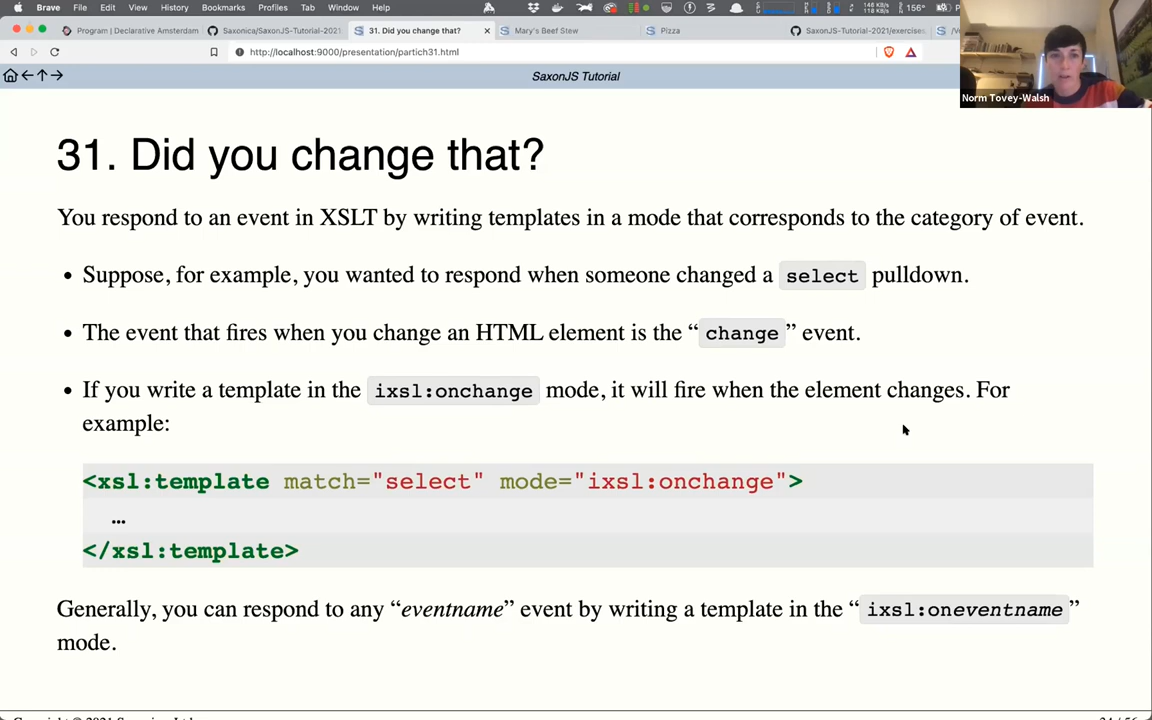 Brave File Edit View History Bookmarks Profiles Tab Window Help 156°
Program | Declarative Amsterdam Saxonica/SaxonJS-Tutorial-2021 31. Did you change that? Mary's Beef Stew Pizza SaxonJS-Tutorial-2021/exercises
http://localhost:9000/presentation/partich31.html
SaxonJS Tutorial
Norm Tovey-Walsh
31. Did you change that?
You respond to an event in XSLT by writing templates in a mode that corresponds to the category of event.
• Suppose, for example, you wanted to respond when someone changed a select pulldown.
• The event that fires when you change an HTML element is the “change” event.
• If you write a template in the ixsl:onchange mode, it will fire when the element changes. For
example:
<xsl:template match="select" mode="ixsl:onchange">
…
</xsl:template>
Generally, you can respond to any “eventname” event by writing a template in the “ixsl:oneventname”
mode.